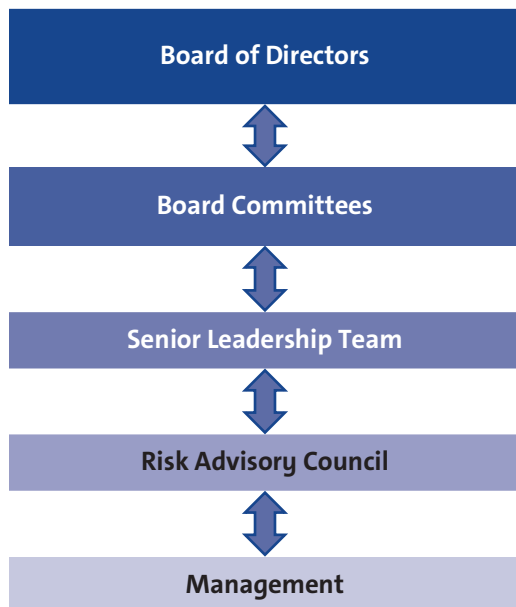 Board of Directors
Board Committees
Senior Leadership Team
Risk Advisory Council
Management